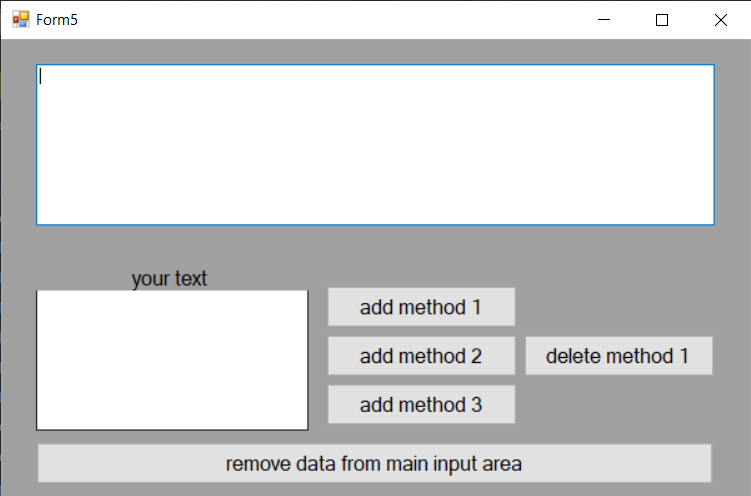 Form5
your text
add method 1
add method 2
delete method 1
add method 3
remove data from main input area